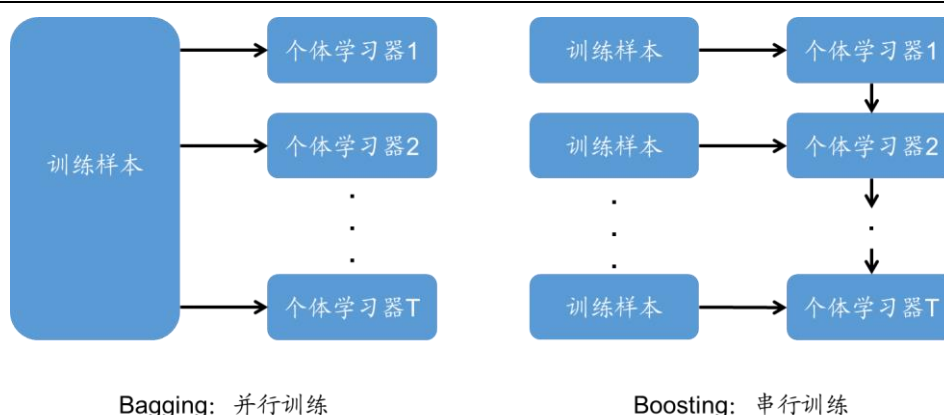 训练样本
个体学习器1
个体学习器2
个体学习器T
Bagging: 并行训练
训练样本
个体学习器1
训练样本
个体学习器2
训练样本
个体学习器T
Boosting: 串行训练